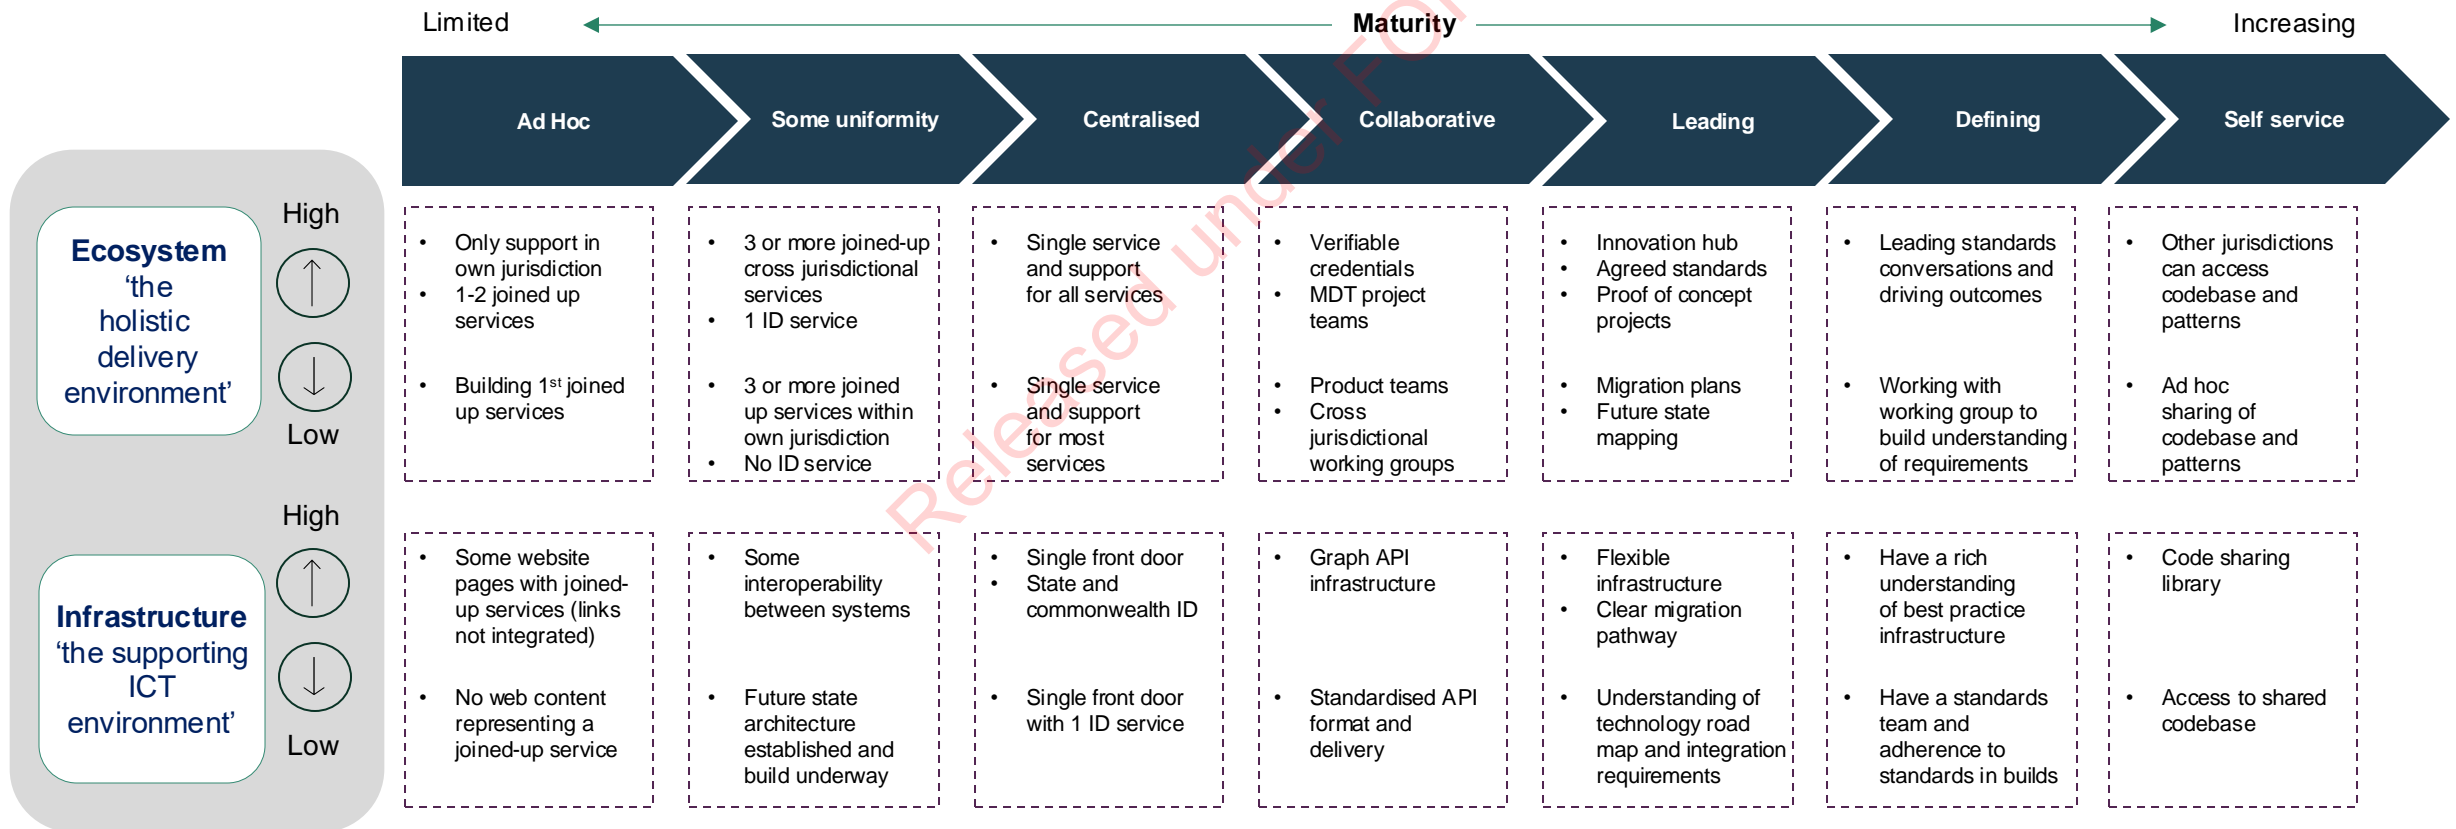 Limited
Maturity
Increasing
Ad Hoc
Some uniformity
Centralised
Collaborative
Leading
Defining
Self service
Ecosystem
‘the
holistic
delivery
environment’
High
Low
• Only support in
own jurisdiction
• 1-2 joined up
services
• Building 1st joined
up services
• 3 or more joined-up
cross jurisdictional
services
• 1 ID service
• 3 or more joined
up services within
own jurisdiction
• No ID service
• Single service
and support
for all services
• Single service
and support
for most
services
• Verifiable
credentials
• MDT project
teams
• Product teams
• Cross
jurisdictional
working groups
• Innovation hub
• Agreed standards
• Proof of concept
projects
• Migration plans
• Future state
mapping
• Leading standards
conversations and
driving outcomes
• Working with
working group to
build understanding
of requirements
• Other jurisdictions
can access
codebase and
patterns
• Ad hoc
sharing of
codebase and
patterns
Infrastructure
‘the supporting
ICT
environment’
High
Low
• Some website
pages with joined-
up services (links
not integrated)
• No web content
representing a
joined-up service
• Some
interoperability
between systems
• Future state
architecture
established and
build underway
• Single front door
• State and
commonwealth ID
• Single front door
with 1 ID service
• Graph API
infrastructure
• Standardised API
format and
delivery
• Flexible
infrastructure
• Clear migration
pathway
• Understanding of
technology road
map and integration
requirements
• Have a rich
understanding
of best practice
infrastructure
• Have a standards
team and
adherence to
standards in builds
• Code sharing
library
• Access to shared
codebase
Released under